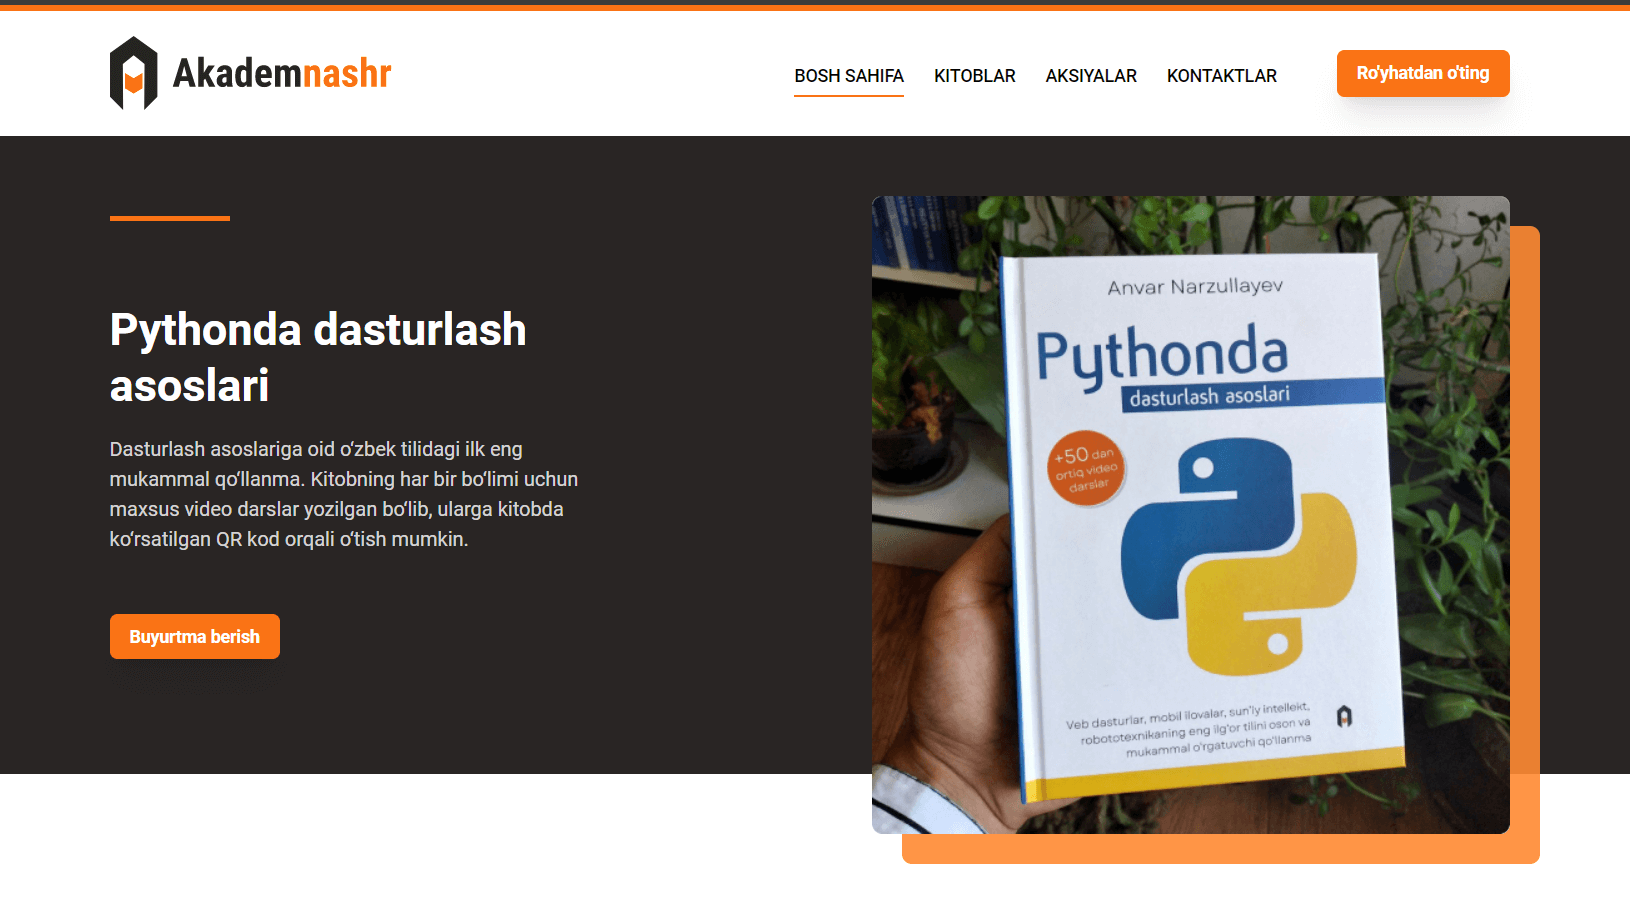 Akademnashr
BOSH SAHIFA
KITOBLAR
AKSIYALAR
KONTAKTLAR
Ro'yhatdan o'ting
Pythonda dasturlash
asoslari
Dasturlash asoslariga oid o‘zbek tilidagi ilk eng
mukammal qo‘llanma. Kitobning har bir bo‘limi uchun
maxsus video darslar yozilgan bo‘lib, ularga kitobda
ko‘rsatilgan QR kod orqali o‘tish mumkin.
Buyurtma berish
Anvar Narzullayev
Pythonda
dasturlash asoslari
+50 dan
ortiq video
darslar
Veb dasturlar, mobil ilovalar, sun'iy intellekt,
robototexnikaning eng ilg'or tilini oson va
mukammal o'rgatuvchi qo'llanma